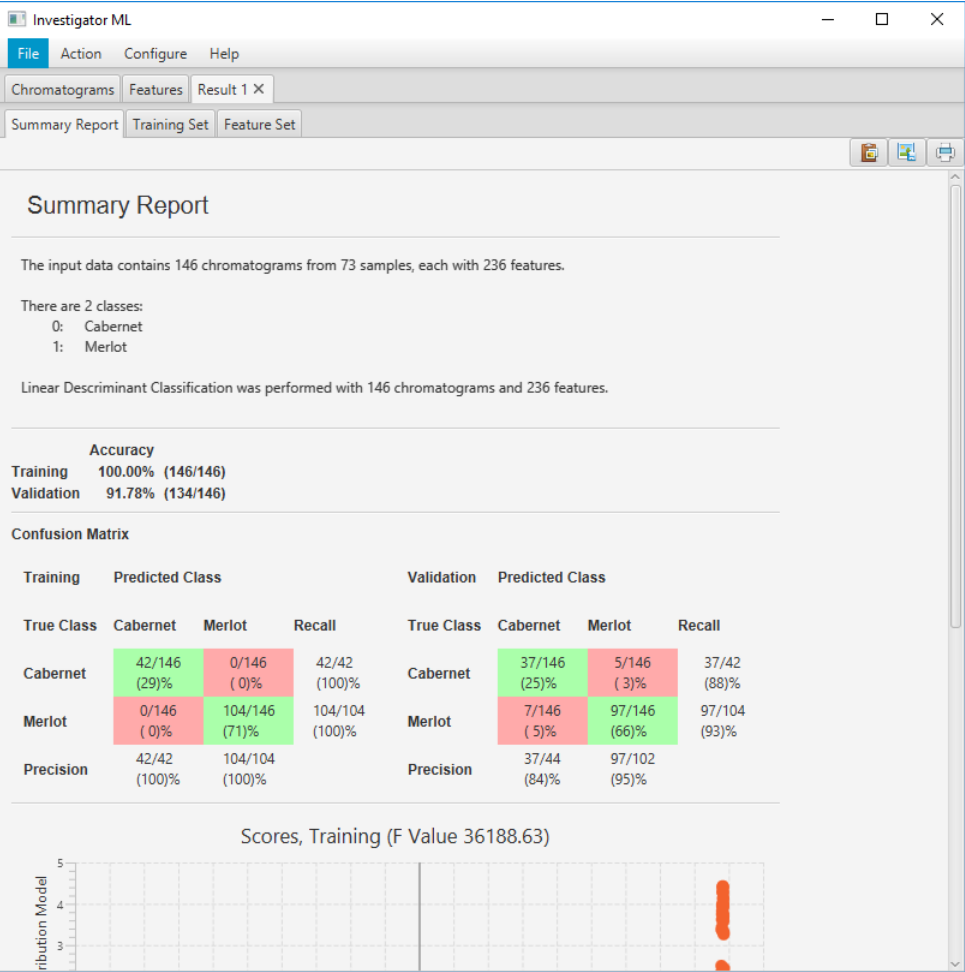 Investigator ML
File Action Configure Help
Chromatograms Features Result 1
Summary Report Training Set Feature Set
Summary Report
The input data contains 146 chromatograms from 73 samples, each with 236 features.
There are 2 classes:
0: Cabernet
1: Merlot
Linear Descriminant Classification was performed with 146 chromatograms and 236 features.
Accuracy
Training 100.00% (146/146)
Validation 91.78% (134/146)
Confusion Matrix
Training Predicted Class Validation Predicted Class
True Class Cabernet Merlot Recall True Class Cabernet Merlot Recall
Cabernet 42/146 0/146 42/42 Cabernet 37/146 5/146 37/42
(29)% ( 0)% (100)% (25)% ( 3)% (88)%
Merlot 0/146 104/146 104/104 Merlot 7/146 97/146 97/104
( 0)% (71)% (100)% ( 5)% (66)% (93)%
Precision 42/42 104/104 Precision 37/44 97/102
(100)% (100)% (84)% (95)%
Scores, Training (F Value 36188.63)
5
4
3
ribution Model